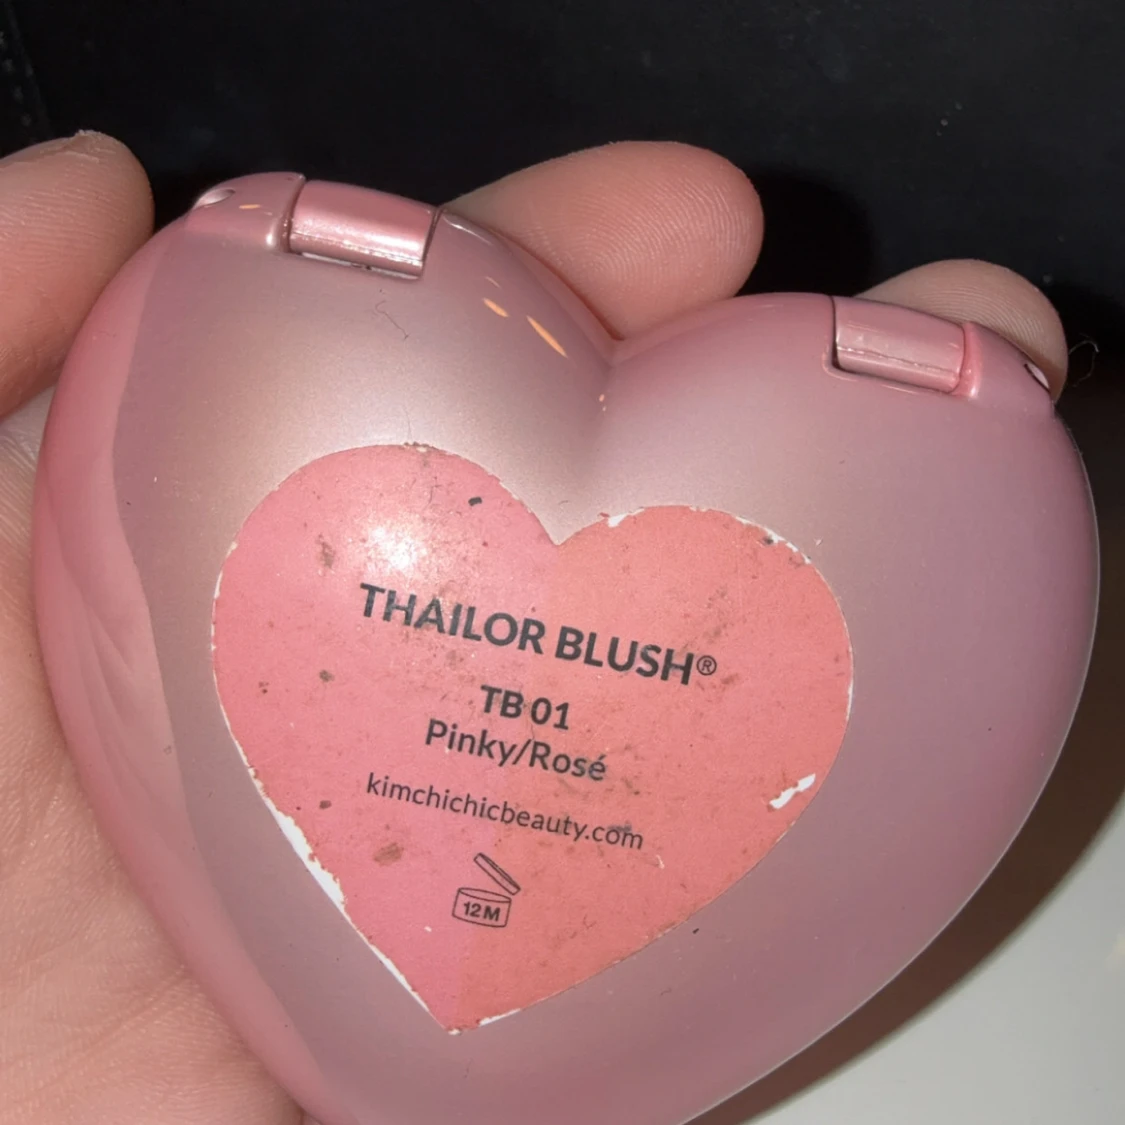 THAILOR BLUSH®
TB 01
Pinky/Rosé
kimchichicbeauty.com
12M